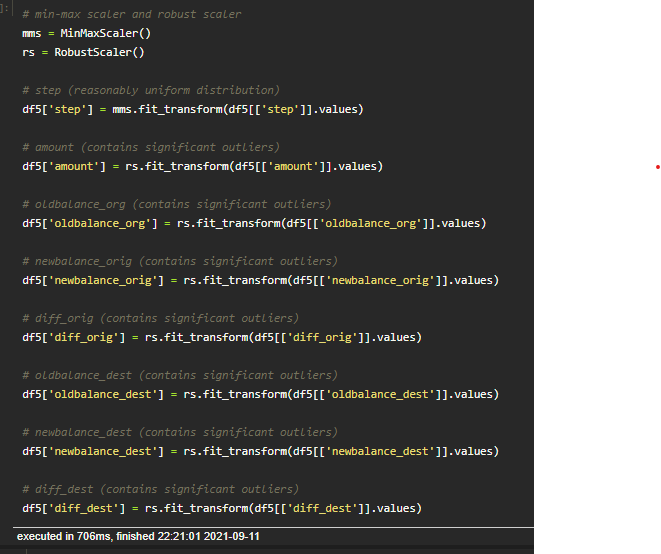 ]:
# min-max scaler and robust scaler
mms = MinMaxScaler()
rs = RobustScaler()
# step (reasonably uniform distribution)
df5['step'] = mms.fit_transform(df5[['step']].values)
# amount (contains significant outliers)
df5['amount'] = rs.fit_transform(df5[['amount']].values)
# oldbalance_org (contains significant outliers)
df5['oldbalance_org'] = rs.fit_transform(df5[['oldbalance_org']].values)
# newbalance_orig (contains significant outliers)
df5['newbalance_orig'] = rs.fit_transform(df5[['newbalance_orig']].values)
# diff_orig (contains significant outliers)
df5['diff_orig'] = rs.fit_transform(df5[['diff_orig']].values)
# oldbalance_dest (contains significant outliers)
df5['oldbalance_dest'] = rs.fit_transform(df5[['oldbalance_dest']].values)
# newbalance_dest (contains significant outliers)
df5['newbalance_dest'] = rs.fit_transform(df5[['newbalance_dest']].values)
# diff_dest (contains significant outliers)
df5['diff_dest'] = rs.fit_transform(df5[['diff_dest']].values)
executed in 706ms, finished 22:21:01 2021-09-11